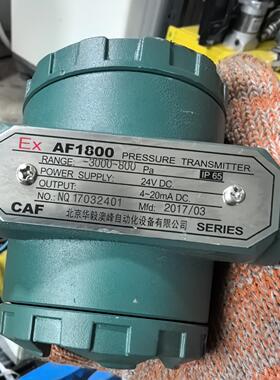 Ex AF1800 PRESSURE TRANSMITTER
RANGE: -3000~800 Pa IP 65
POWER SUPPLY: 24V DC
OUTPUT: 4~20mA DC
NO: NQ 17032401 Mfd: 2017/03
北京华毅澳峰自动化设备有限公司
CAF SERIES